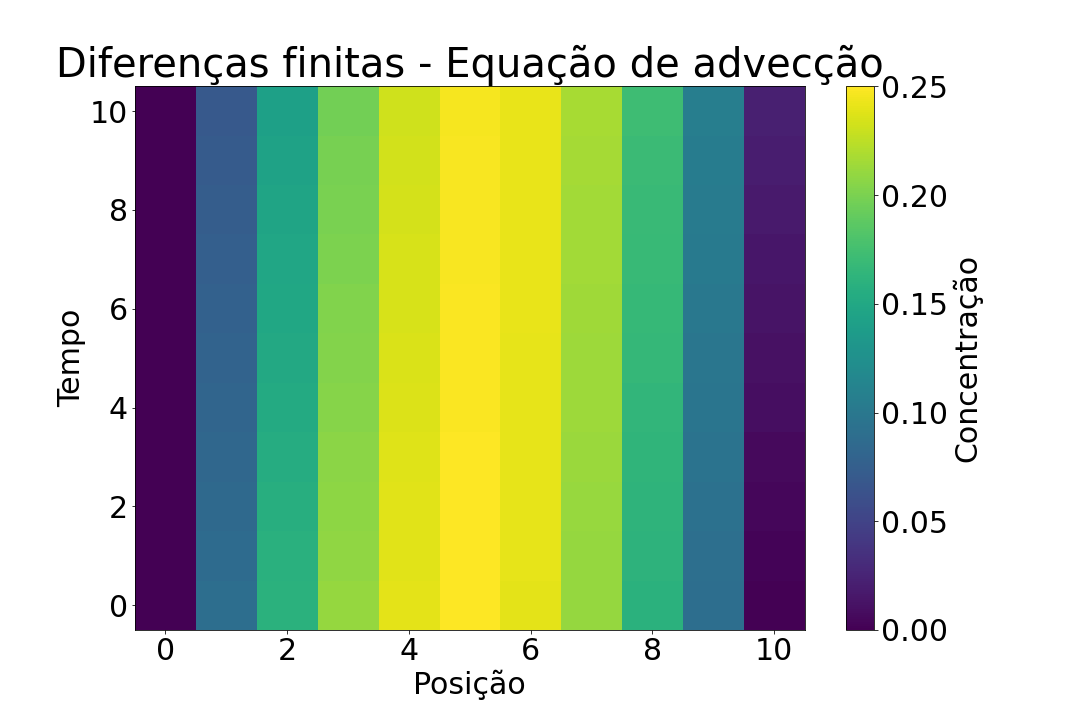 Diferenças finitas - Equação de advecção
10
8
6
4
2
0
Tempo
0 2 4 6 8 10
Posição
0.25
0.20
0.15
0.10
0.05
0.00
Concentração